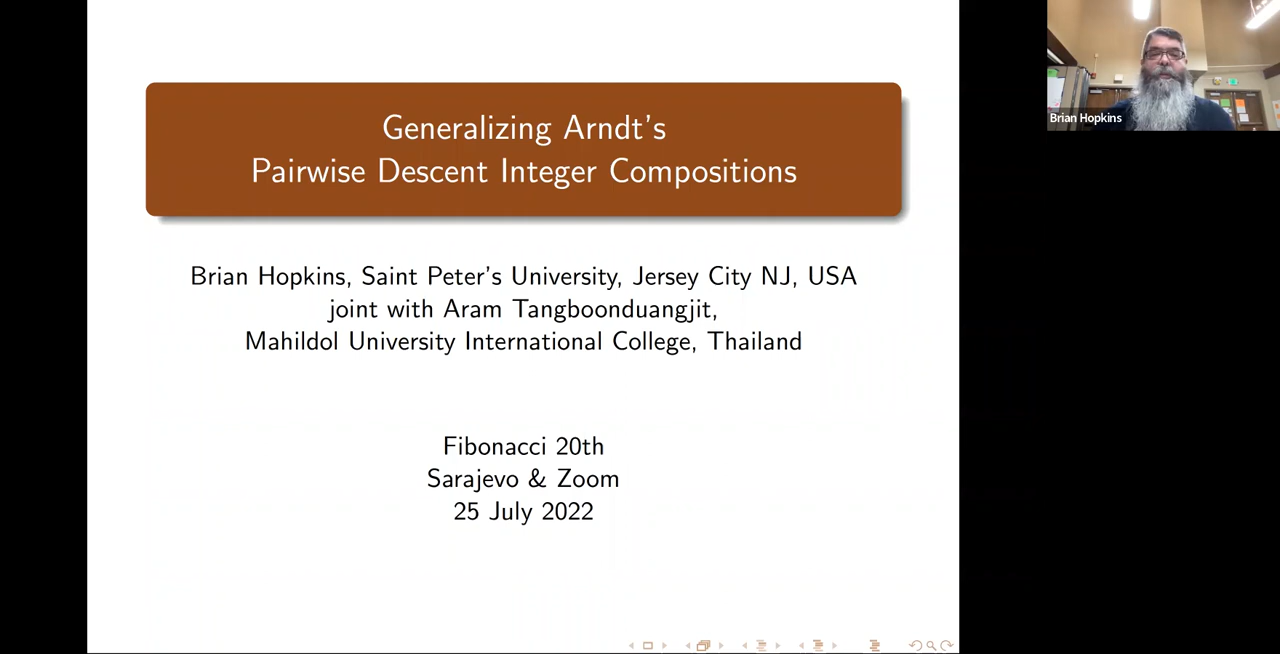 Generalizing Arndt's
Pairwise Descent Integer Compositions
Brian Hopkins, Saint Peter's University, Jersey City NJ, USA
joint with Aram Tangboonduangjit,
Mahildol University International College, Thailand
Fibonacci 20th
Sarajevo & Zoom
25 July 2022
Brian Hopkins